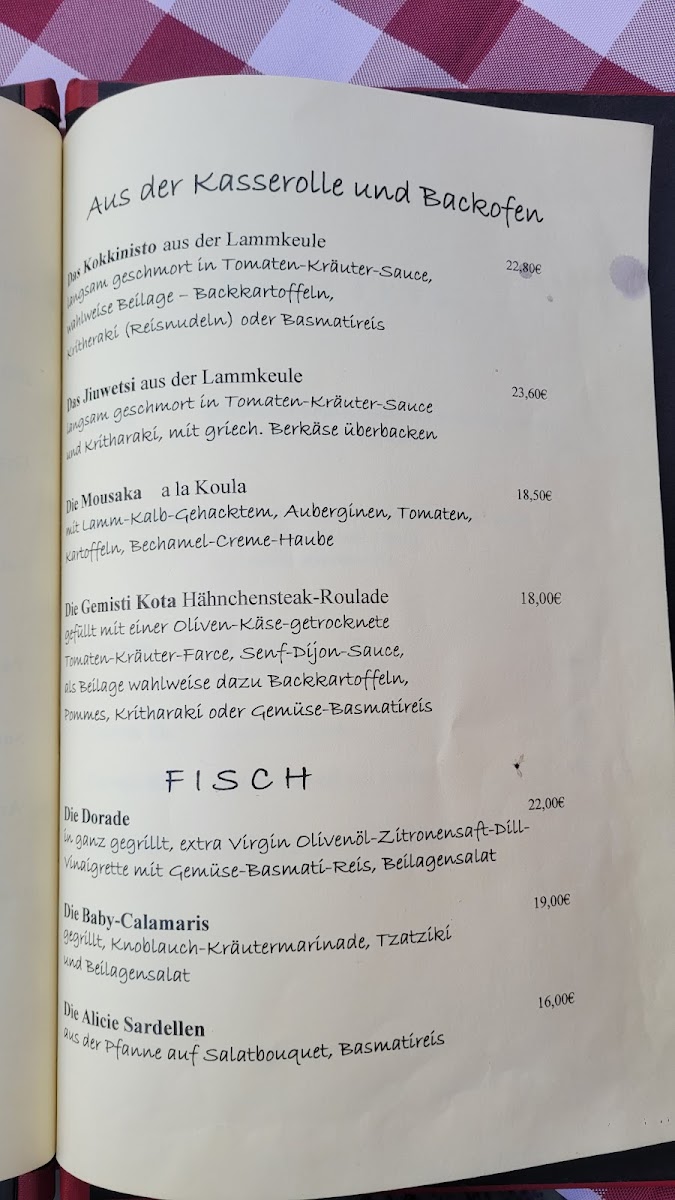 Aus der Kasserolle und Backofen
Das Kokkinisto aus der Lammkeule
22,80€
langsam geschmort in Tomaten-Kräuter-Sauce,
wahlweise Beilage – Backkartoffeln,
Kritheraki (Reisnudeln) oder Basmatireis
Das Jiuwetsi aus der Lammkeule
23,60€
langsam geschmort in Tomaten-Kräuter-Sauce
und Kritharaki, mit griech. Berkäse überbacken
Die Mousaka a la Koula
18,50€
mit Lamm-Kalb-Gehacktem, Auberginen, Tomaten,
Kartoffeln, Bechamel-Creme-Haube
Die Gemisti Kota Hähnchensteak-Roulade
18,00€
gefüllt mit einer Oliven-Käse-getrocknete
Tomaten-Kräuter-Farce, Senf-Dijon-Sauce,
als Beilage wahlweise dazu Backkartoffeln,
Pommes, Kritharaki oder Gemüse-Basmatireis
FISCH
Die Dorade
22,00€
in ganz gegrillt, extra Virgin Olivenöl-Zitronensaft-Dill-
Vinaigrette mit Gemüse-Basmati-Reis, Beilagensalat
Die Baby-Calamaris
19,00€
gegrillt, Knoblauch-Kräutermarinade, Tzatziki
und Beilagensalat
Die Alicie Sardellen
16,00€
aus der Pfanne auf Salatbouquet, Basmatireis